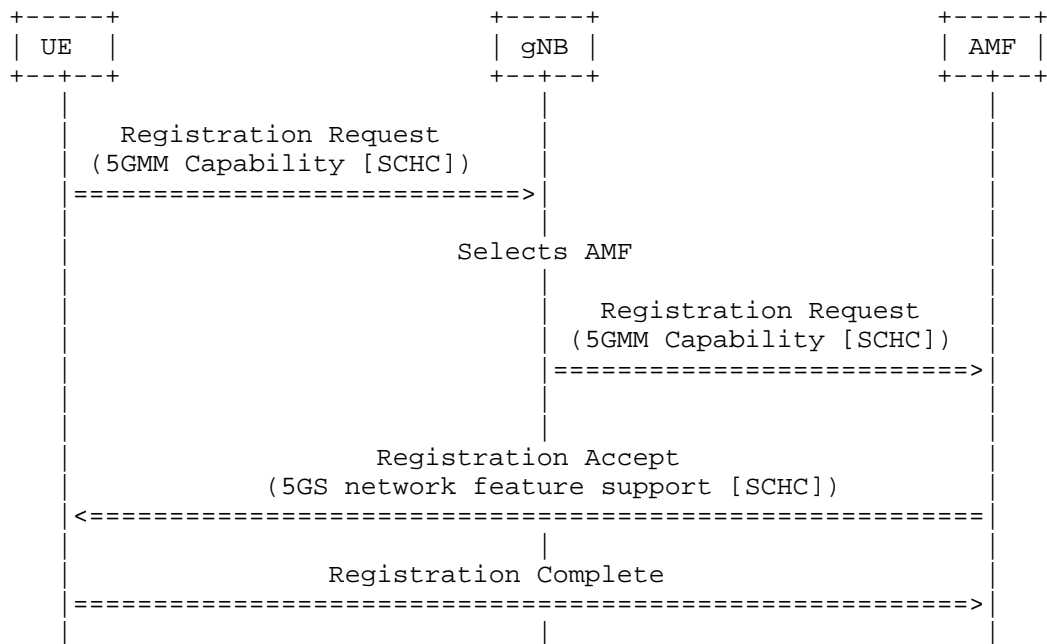 UE gNB AMF
Registration Request
(5GMM Capability [SCHC])
Selects AMF
Registration Request
(5GMM Capability [SCHC])
Registration Accept
(5GS network feature support [SCHC])
Registration Complete